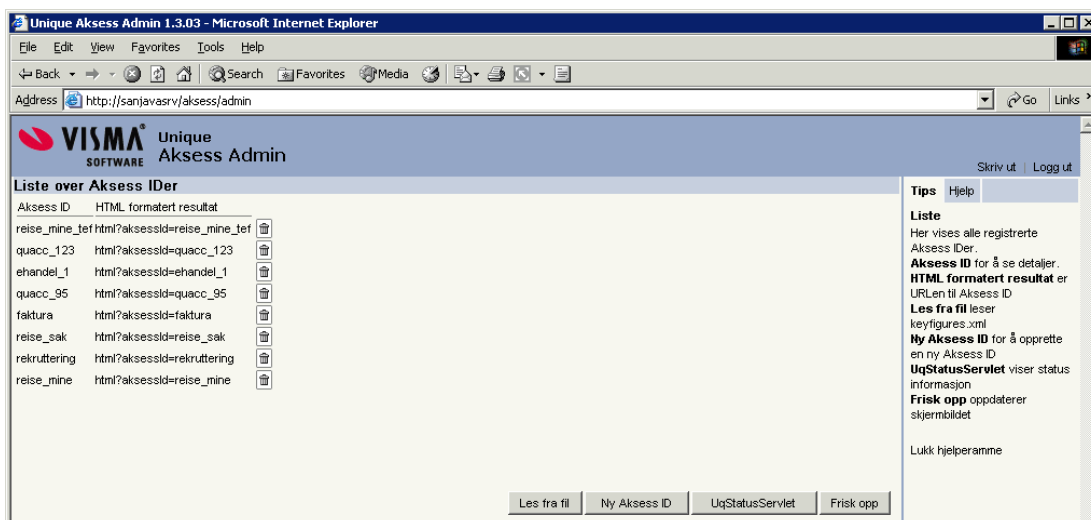 Unique Aksess Admin 1.3.03 - Microsoft Internet Explorer
File Edit View Favorites Tools Help
Back Search Favorites Media
Address http://sanjavasrv/aksess/admin Go Links
VISMA SOFTWARE
Unique
Aksess Admin
Skriv ut | Logg ut
Liste over Aksess IDer
Aksess ID HTML formatert resultat
reise_mine_tef html?aksessId=reise_mine_tef
quacc_123 html?aksessId=quacc_123
ehandel_1 html?aksessId=ehandel_1
quacc_95 html?aksessId=quacc_95
faktura html?aksessId=faktura
reise_sak html?aksessId=reise_sak
rekruttering html?aksessId=rekruttering
reise_mine html?aksessId=reise_mine
Les fra fil Ny Aksess ID UqStatusServlet Frisk opp
Tips Hjelp
Liste
Her vises alle registrerte
Aksess IDer.
Aksess ID for å se detaljer.
HTML formatert resultat er
URLen til Aksess ID
Les fra fil leser
keyfigures.xml
Ny Aksess ID for å opprette
en ny Aksess ID
UqStatusServlet viser status
informasjon
Frisk opp oppdaterer
skjermbildet
Lukk hjelperamme